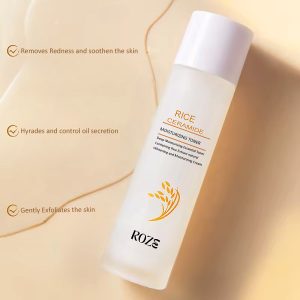 Removes Redness and soothen the skin
Hyrades and control oil secretion
Gently Exfoliates the skin
RICE
CERAMIDE
MOISTURIZING TONER
ROZE